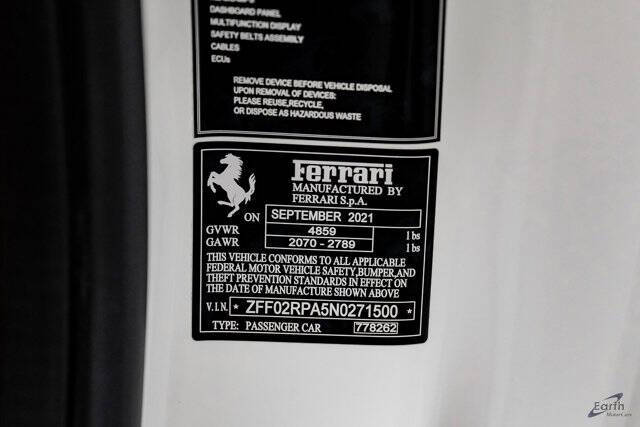 DASHBOARD PANEL
MULTIFUNCTION DISPLAY
SAFETY BELTS ASSEMBLY
CABLES
ECUs
REMOVE DEVICE BEFORE VEHICLE DISPOSAL
UPON REMOVAL OF DEVICES:
PLEASE REUSE,RECYCLE,
OR DISPOSE AS HAZARDOUS WASTE
Ferrari
MANUFACTURED BY
FERRARI S.p.A.
ON SEPTEMBER 2021
GVWR 4859 lbs
GAWR 2070 - 2789 lbs
THIS VEHICLE CONFORMS TO ALL APPLICABLE
FEDERAL MOTOR VEHICLE SAFETY,BUMPER,AND
THEFT PREVENTION STANDARDS IN EFFECT ON
THE DATE OF MANUFACTURE SHOWN ABOVE
V.I.N. * ZFF02RPA5N0271500 *
TYPE: PASSENGER CAR 778262
Earth
MotorCars